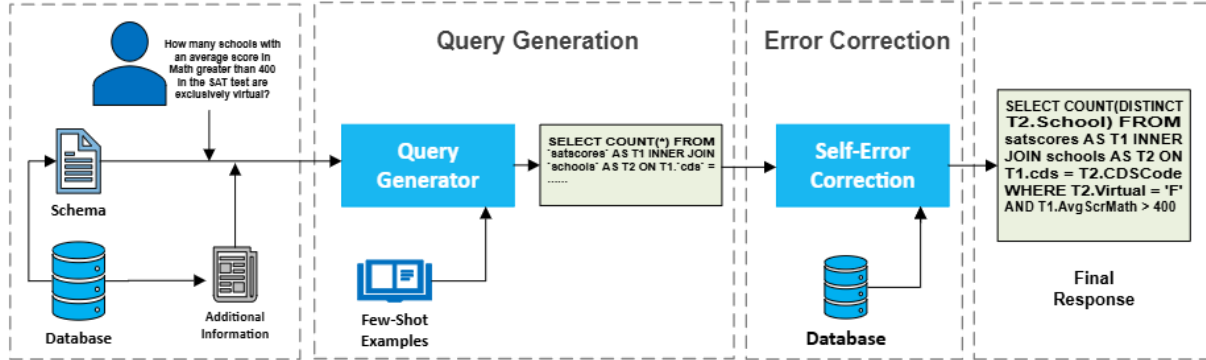 How many schools with
an average score in
Math greater than 400
in the SAT test are
exclusively virtual?
Schema
Database
Additional
Information
Query Generation
Query
Generator
Few-Shot
Examples
SELECT COUNT(*) FROM
`satscores` AS T1 INNER JOIN
`schools` AS T2 ON T1.`cds` =
......
Error Correction
Self-Error
Correction
Database
SELECT COUNT(DISTINCT
T2.School) FROM
satscores AS T1 INNER
JOIN schools AS T2 ON
T1.cds = T2.CDSCode
WHERE T2.Virtual = 'F'
AND T1.AvgScrMath > 400
Final
Response